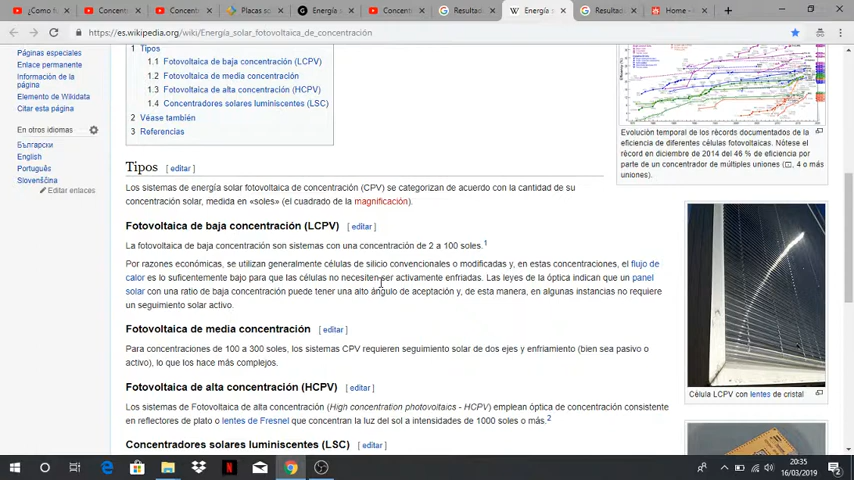 ¿Como fu
Concent
Concent
Placas so
Energía s
Concent
Resultad
Energía s
Resultad
Home -
https://es.wikipedia.org/wiki/Energía_solar_fotovoltaica_de_concentración
Páginas especiales
Enlace permanente
Información de la
página
Elemento de Wikidata
Citar esta página
En otros idiomas
Български
English
Português
Slovenščina
Editar enlaces
1 Tipos
1.1 Fotovoltaica de baja concentración (LCPV)
1.2 Fotovoltaica de media concentración
1.3 Fotovoltaica de alta concentración (HCPV)
1.4 Concentradores solares luminiscentes (LSC)
2 Véase también
3 Referencias
Tipos [ editar ]
Los sistemas de energía solar fotovoltaica de concentración (CPV) se categorizan de acuerdo con la cantidad de su
concentración solar, medida en «soles» (el cuadrado de la magnificación).
Fotovoltaica de baja concentración (LCPV) [ editar ]
La fotovoltaica de baja concentración son sistemas con una concentración de 2 a 100 soles.1
Por razones económicas, se utilizan generalmente células de silicio convencionales o modificadas y, en estas concentraciones, el flujo de
calor es lo suficentemente bajo para que las células no necesiten ser activamente enfriadas. Las leyes de la óptica indican que un panel
solar con una ratio de baja concentración puede tener una alto ángulo de aceptación y, de esta manera, en algunas instancias no requiere
un seguimiento solar activo.
Fotovoltaica de media concentración [ editar ]
Para concentraciones de 100 a 300 soles, los sistemas CPV requieren seguimiento solar de dos ejes y enfriamiento (bien sea pasivo o
activo), lo que los hace más complejos.
Fotovoltaica de alta concentración (HCPV) [ editar ]
Los sistemas de Fotovoltaica de alta concentración (High concentration photovoltaics - HCPV) emplean óptica de concentración consistente
en reflectores de plato o lentes de Fresnel que concentran la luz del sol a intensidades de 1000 soles o más.2
Concentradores solares luminiscentes (LSC) [ editar ]
Evolución temporal de los récords documentados de la
eficiencia de diferentes células fotovoltaicas. Nótese el
récord en diciembre de 2014 del 46 % de eficiencia por
parte de un concentrador de múltiples uniones (□, 4 o más
uniones).
Célula LCPV con lentes de cristal
20:35
16/03/2019